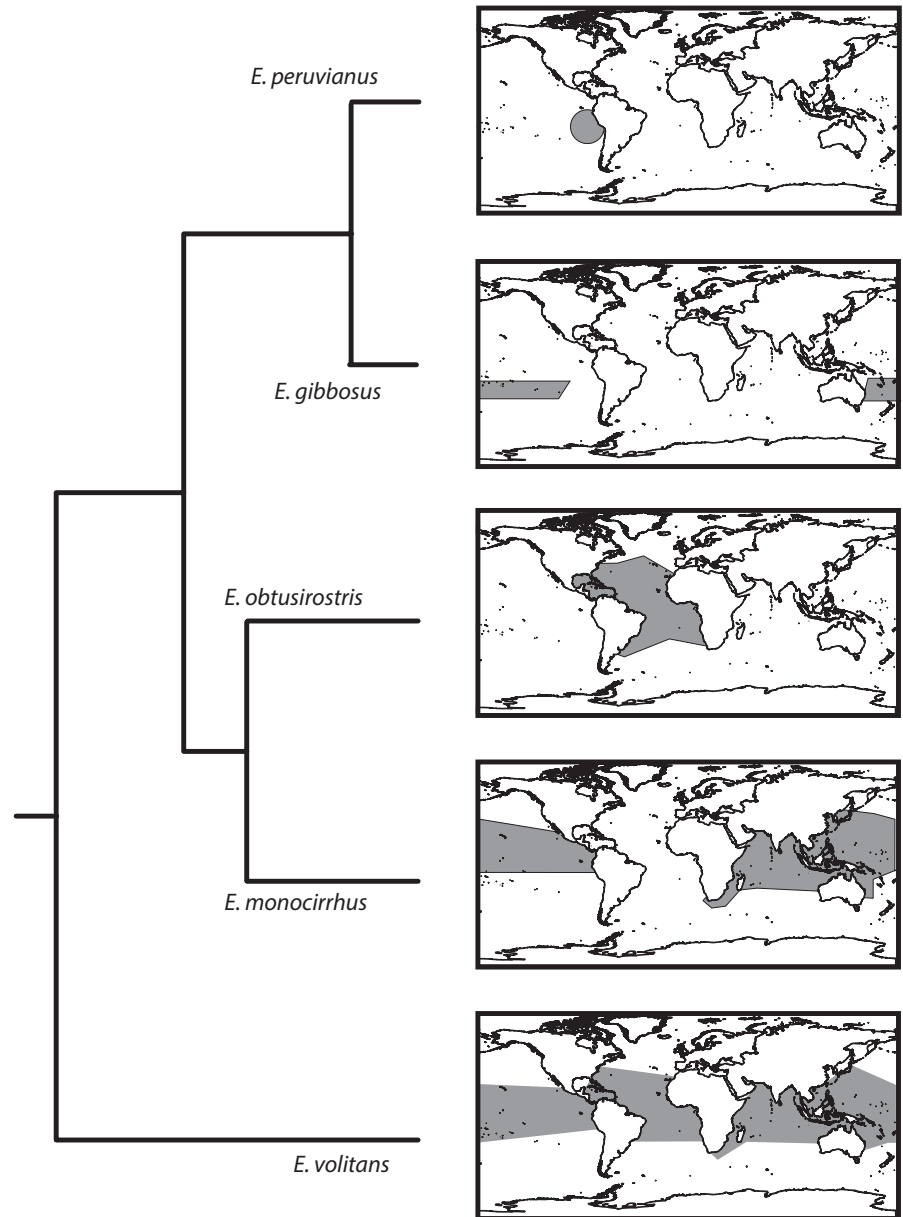 E. peruvianus
E. gibbosus
E. obtusirostris
E. monocirrhus
E. volitans